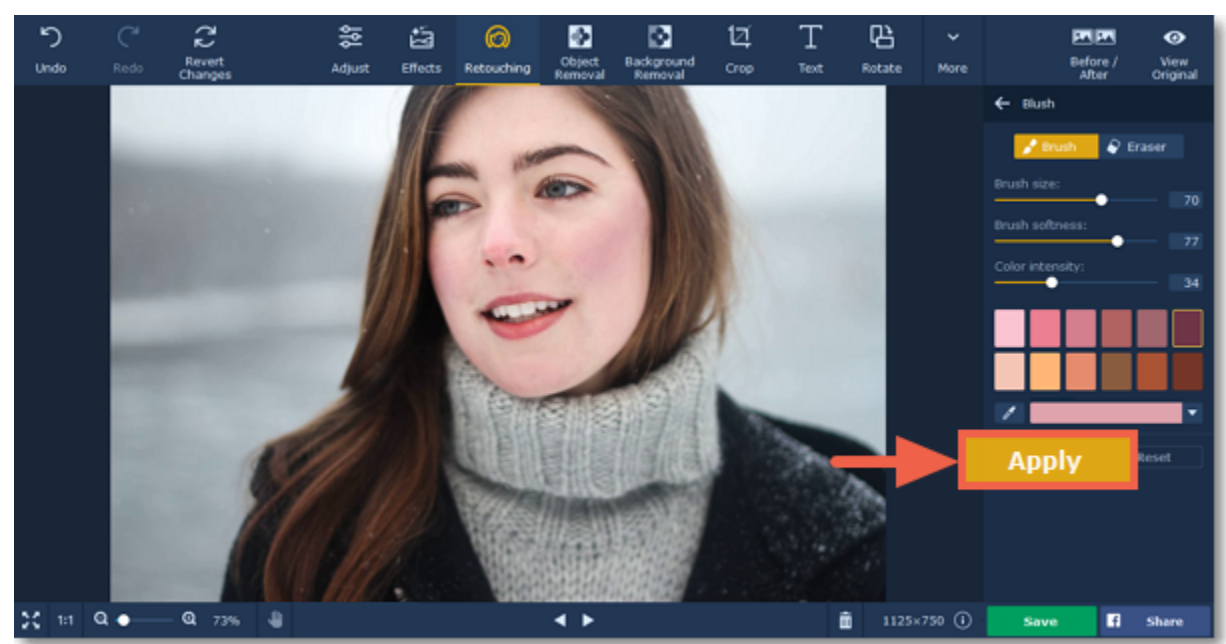 Undo
Redo
Revert
Changes
Adjust
Effects
Retouching
Object
Removal
Background
Removal
Crop
Text
Rotate
More
Before /
After
View
Original
Blush
Brush
Eraser
Brush size:
70
Brush softness:
77
Color intensity:
34
Apply
Reset
1:1
73%
1125×750
Save
Share